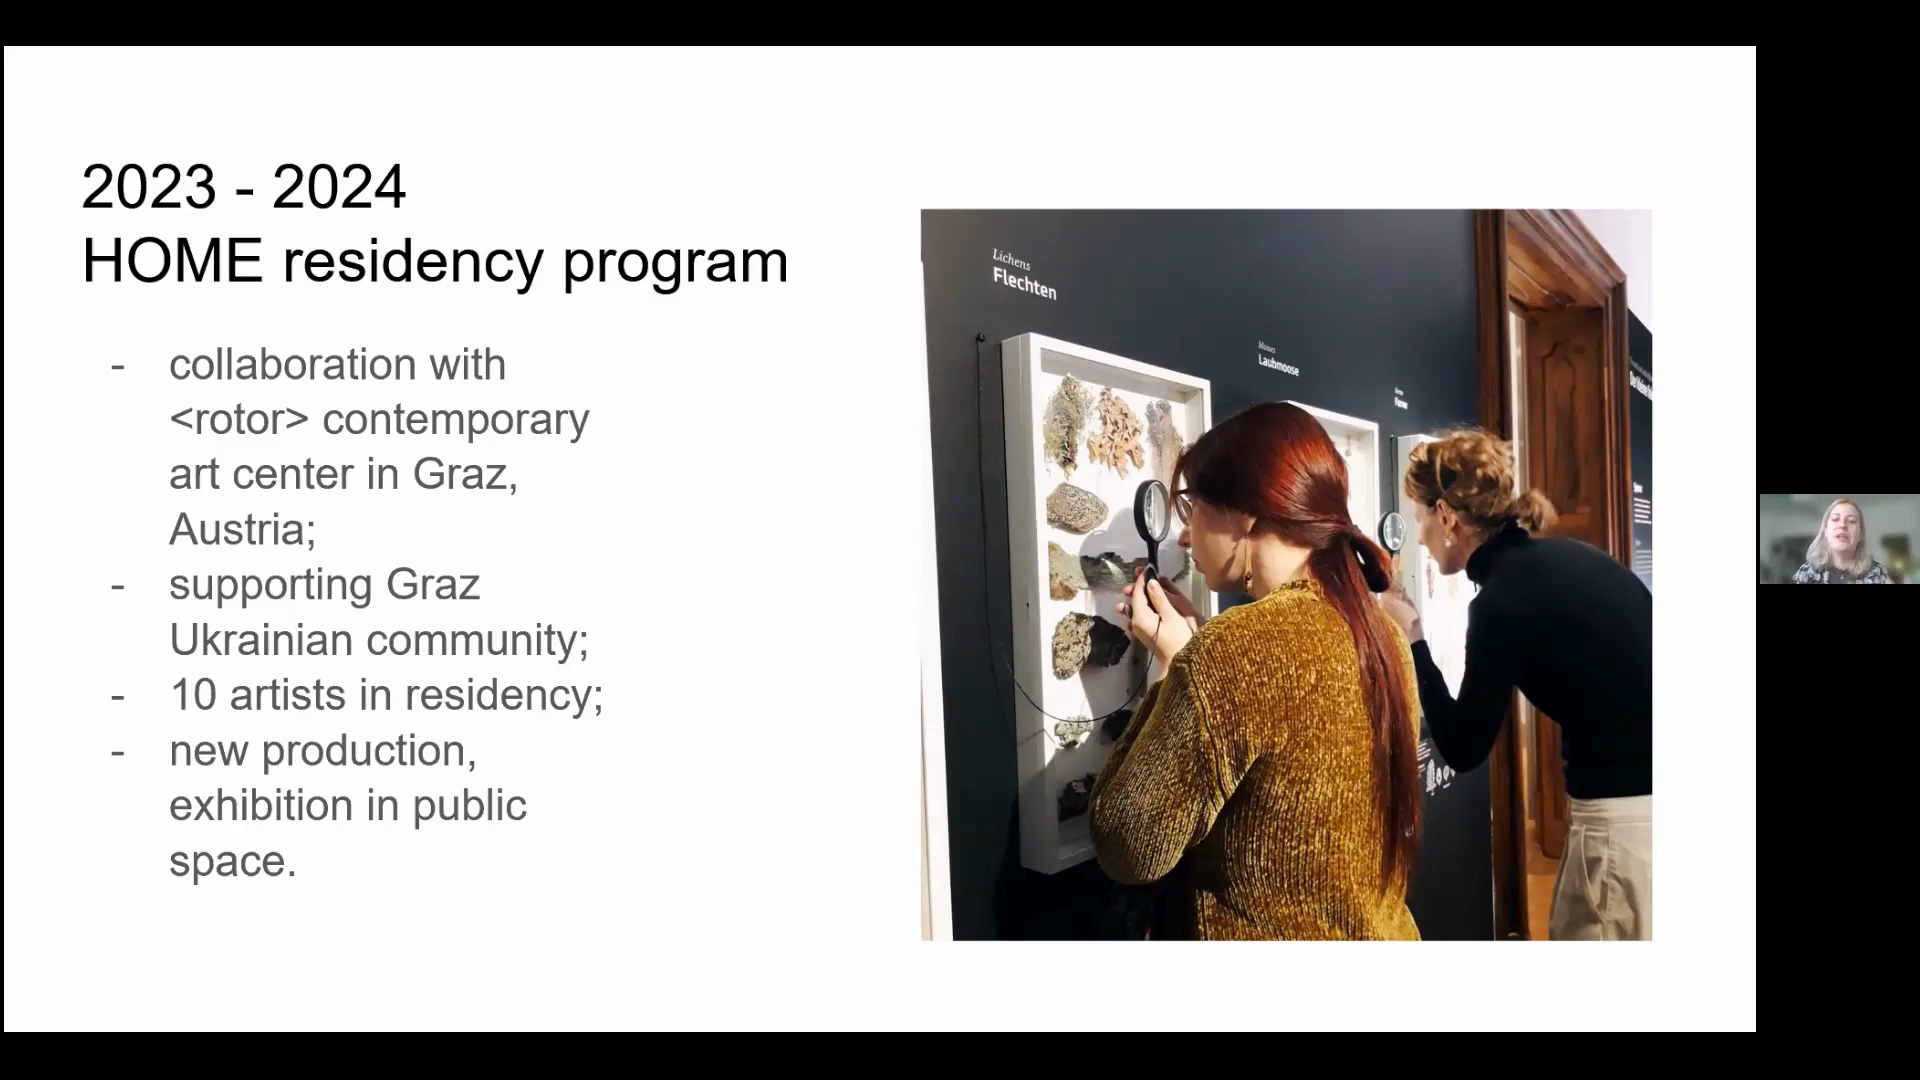 2023 - 2024
HOME residency program
- collaboration with
<rotor> contemporary
art center in Graz,
Austria;
- supporting Graz
Ukrainian community;
- 10 artists in residency;
- new production,
exhibition in public
space.
Lichens
Flechten
Mosses
Laubmoose
Farne